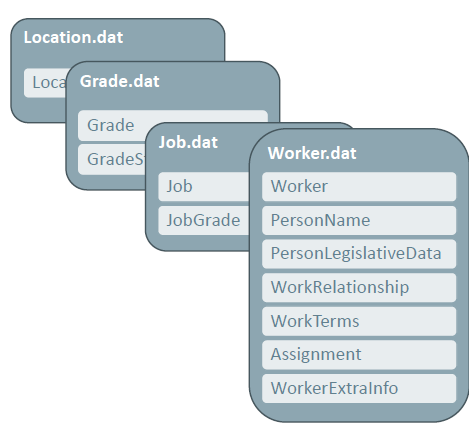 Location.dat
Grade.dat
Grade
Job.dat
Job
JobGrade
Worker.dat
Worker
PersonName
PersonLegislativeData
WorkRelationship
WorkTerms
Assignment
WorkerExtraInfo